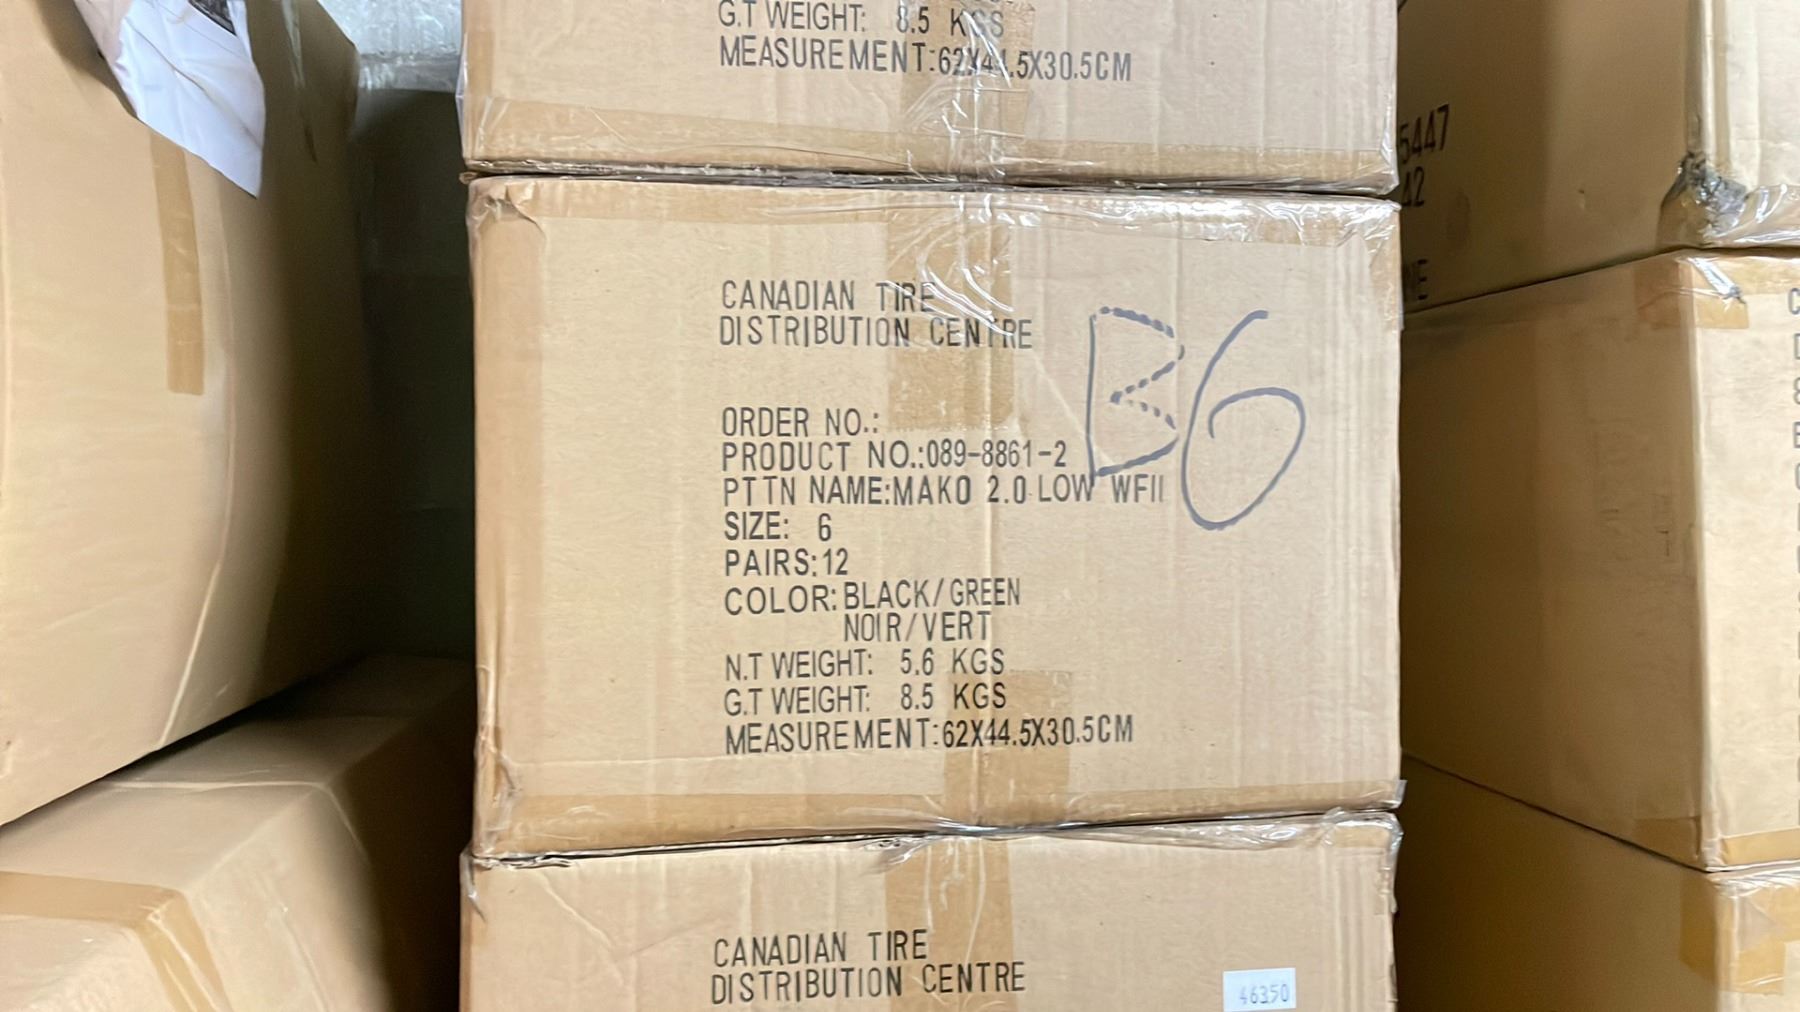 G.T WEIGHT: 8.5 KGS
MEASUREMENT:62X44.5X30.5CM
CANADIAN TIRE
DISTRIBUTION CENTRE
B6
ORDER NO.:
PRODUCT NO.:089-8861-2
PTTN NAME:MAKO 2.0 LOW WFII
SIZE: 6
PAIRS:12
COLOR:BLACK/GREEN
NOIR/VERT
N.T WEIGHT: 5.6 KGS
G.T WEIGHT: 8.5 KGS
MEASUREMENT:62X44.5X30.5CM
CANADIAN TIRE
DISTRIBUTION CENTRE
46350
5447
42